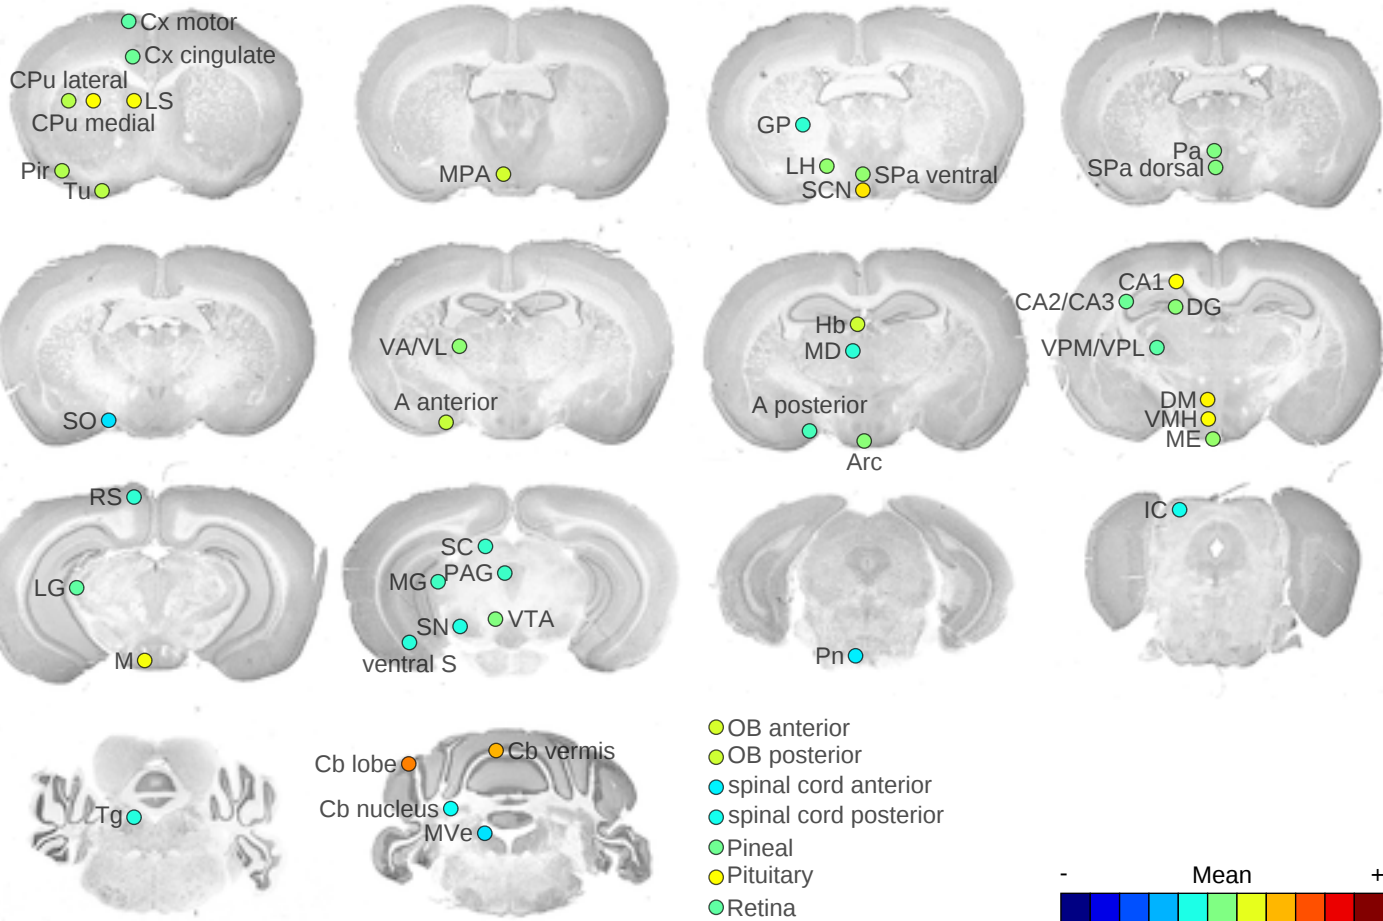 Cx motor
Cx cingulate
CPu lateral
LS
CPu medial
Pir
Tu
MPA
GP
LH
SPa ventral
SCN
Pa
SPa dorsal
SO
VA/VL
A anterior
Hb
MD
A posterior
Arc
CA1
CA2/CA3
DG
VPM/VPL
DM
VMH
ME
RS
LG
M
SC
MG
PAG
SN
VTA
ventral S
Pn
IC
Tg
Cb lobe
Cb vermis
Cb nucleus
MVe
OB anterior
OB posterior
spinal cord anterior
spinal cord posterior
Pineal
Pituitary
Retina
- Mean +